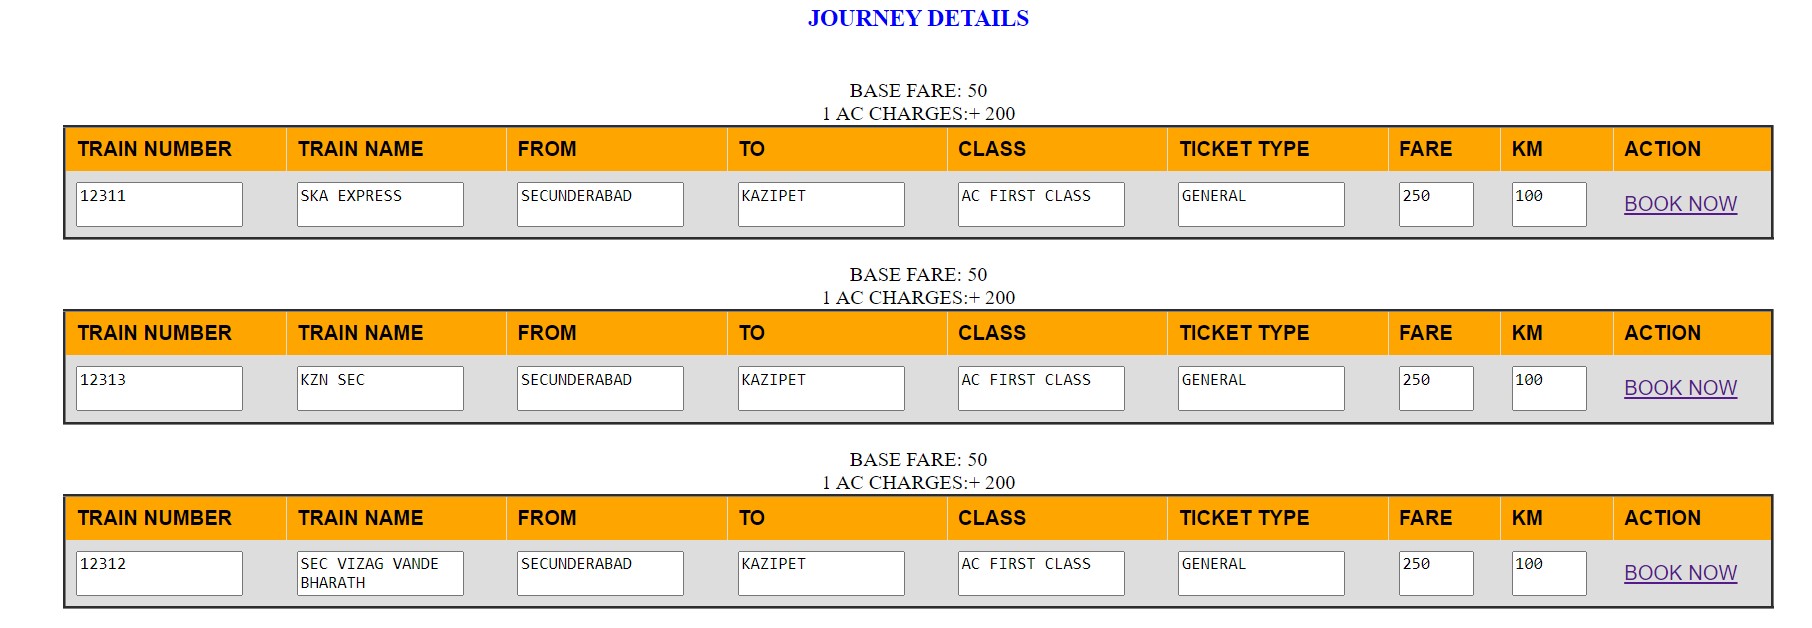 JOURNEY DETAILS
BASE FARE: 50
1 AC CHARGES:+ 200
TRAIN NUMBER TRAIN NAME FROM TO CLASS TICKET TYPE FARE KM ACTION
12311 SKA EXPRESS SECUNDERABAD KAZIPET AC FIRST CLASS GENERAL 250 100 BOOK NOW
BASE FARE: 50
1 AC CHARGES:+ 200
TRAIN NUMBER TRAIN NAME FROM TO CLASS TICKET TYPE FARE KM ACTION
12313 KZN SEC SECUNDERABAD KAZIPET AC FIRST CLASS GENERAL 250 100 BOOK NOW
BASE FARE: 50
1 AC CHARGES:+ 200
TRAIN NUMBER TRAIN NAME FROM TO CLASS TICKET TYPE FARE KM ACTION
12312 SEC VIZAG VANDE SECUNDERABAD KAZIPET AC FIRST CLASS GENERAL 250 100 BOOK NOW
BHARATH